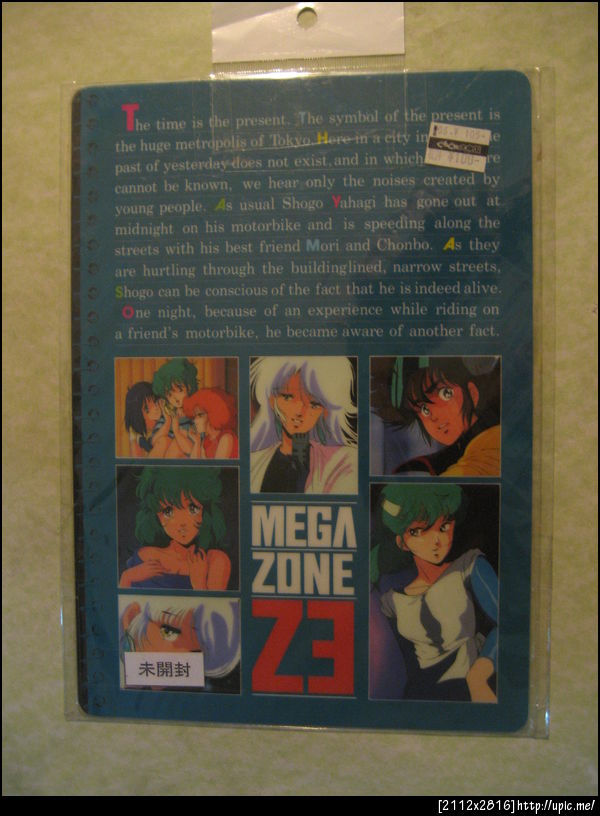 The time is the present. The symbol of the present is
the huge metropolis of Tokyo. Here in a city in
past of yesterday does not exist, and in which
cannot be known, we hear only the noises created by
young people. As usual Shogo Yahagi has gone out at
midnight on his motorbike and is speeding along the
streets with his best friend Mori and Chonbo. As they
are hurtling through the buildinglined, narrow streets,
Shogo can be conscious of the fact that he is indeed alive.
One night, because of an experience while riding on
a friend's motorbike, he became aware of another fact.
MEGA
ZONE
23
未開封
[2112x2816]http://upic.me/